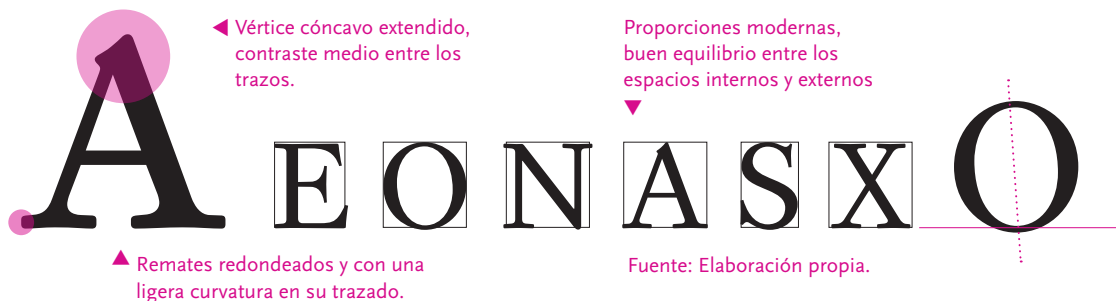 Vértice cóncavo extendido,
contraste medio entre los
trazos.
Proporciones modernas,
buen equilibrio entre los
espacios internos y externos
A E O N A S X O
Remates redondeados y con una
ligera curvatura en su trazado.
Fuente: Elaboración propia.